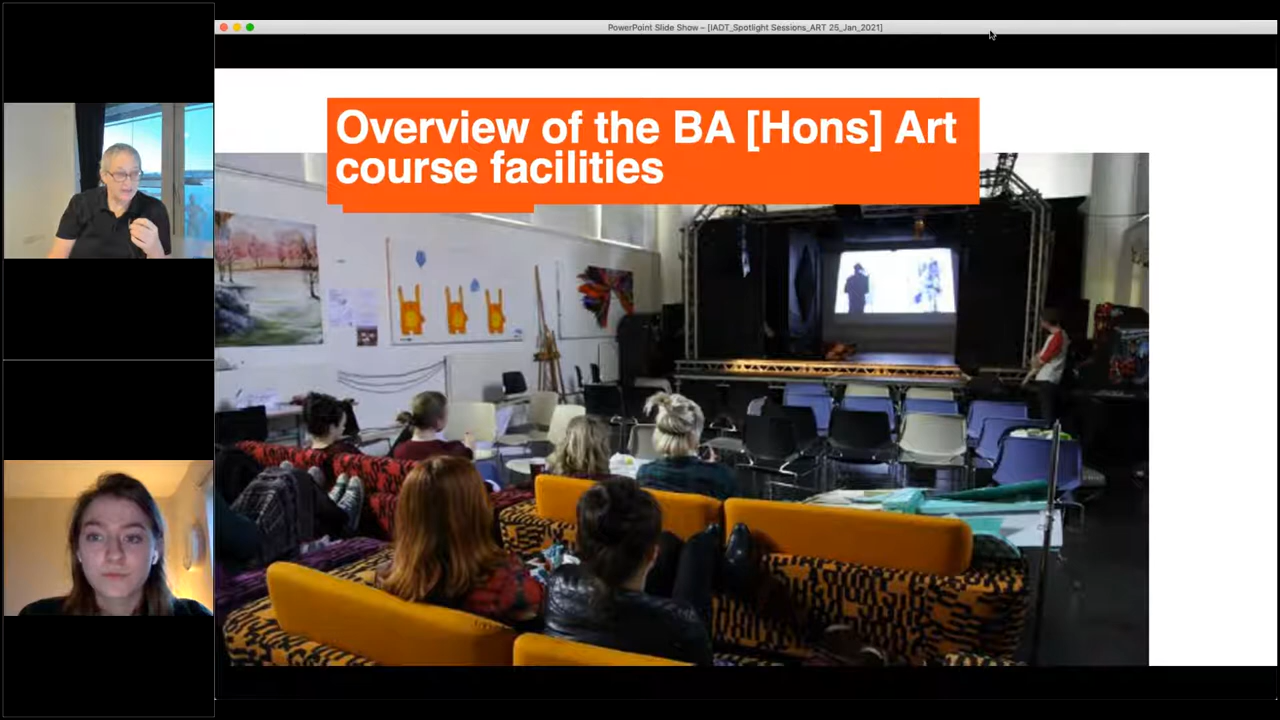 PowerPoint Slide Show – [IADT_Spotlight Sessions_ART 25_Jan_2021]
Overview of the BA [Hons] Art
course facilities